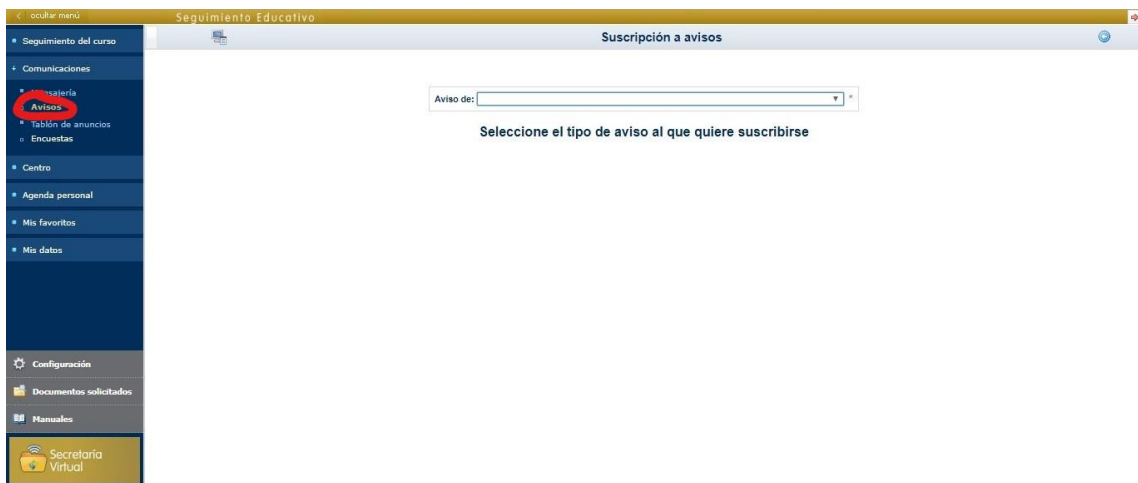 ocultar menú
Seguimiento Educativo
Seguimiento del curso
Suscripción a avisos
Comunicaciones
Mensajería
Avisos
Tablón de anuncios
Encuestas
Centro
Agenda personal
Mis favoritos
Mis datos
Configuración
Documentos solicitados
Manuales
Secretaría
Virtual
Aviso de: *
Seleccione el tipo de aviso al que quiere suscribirse